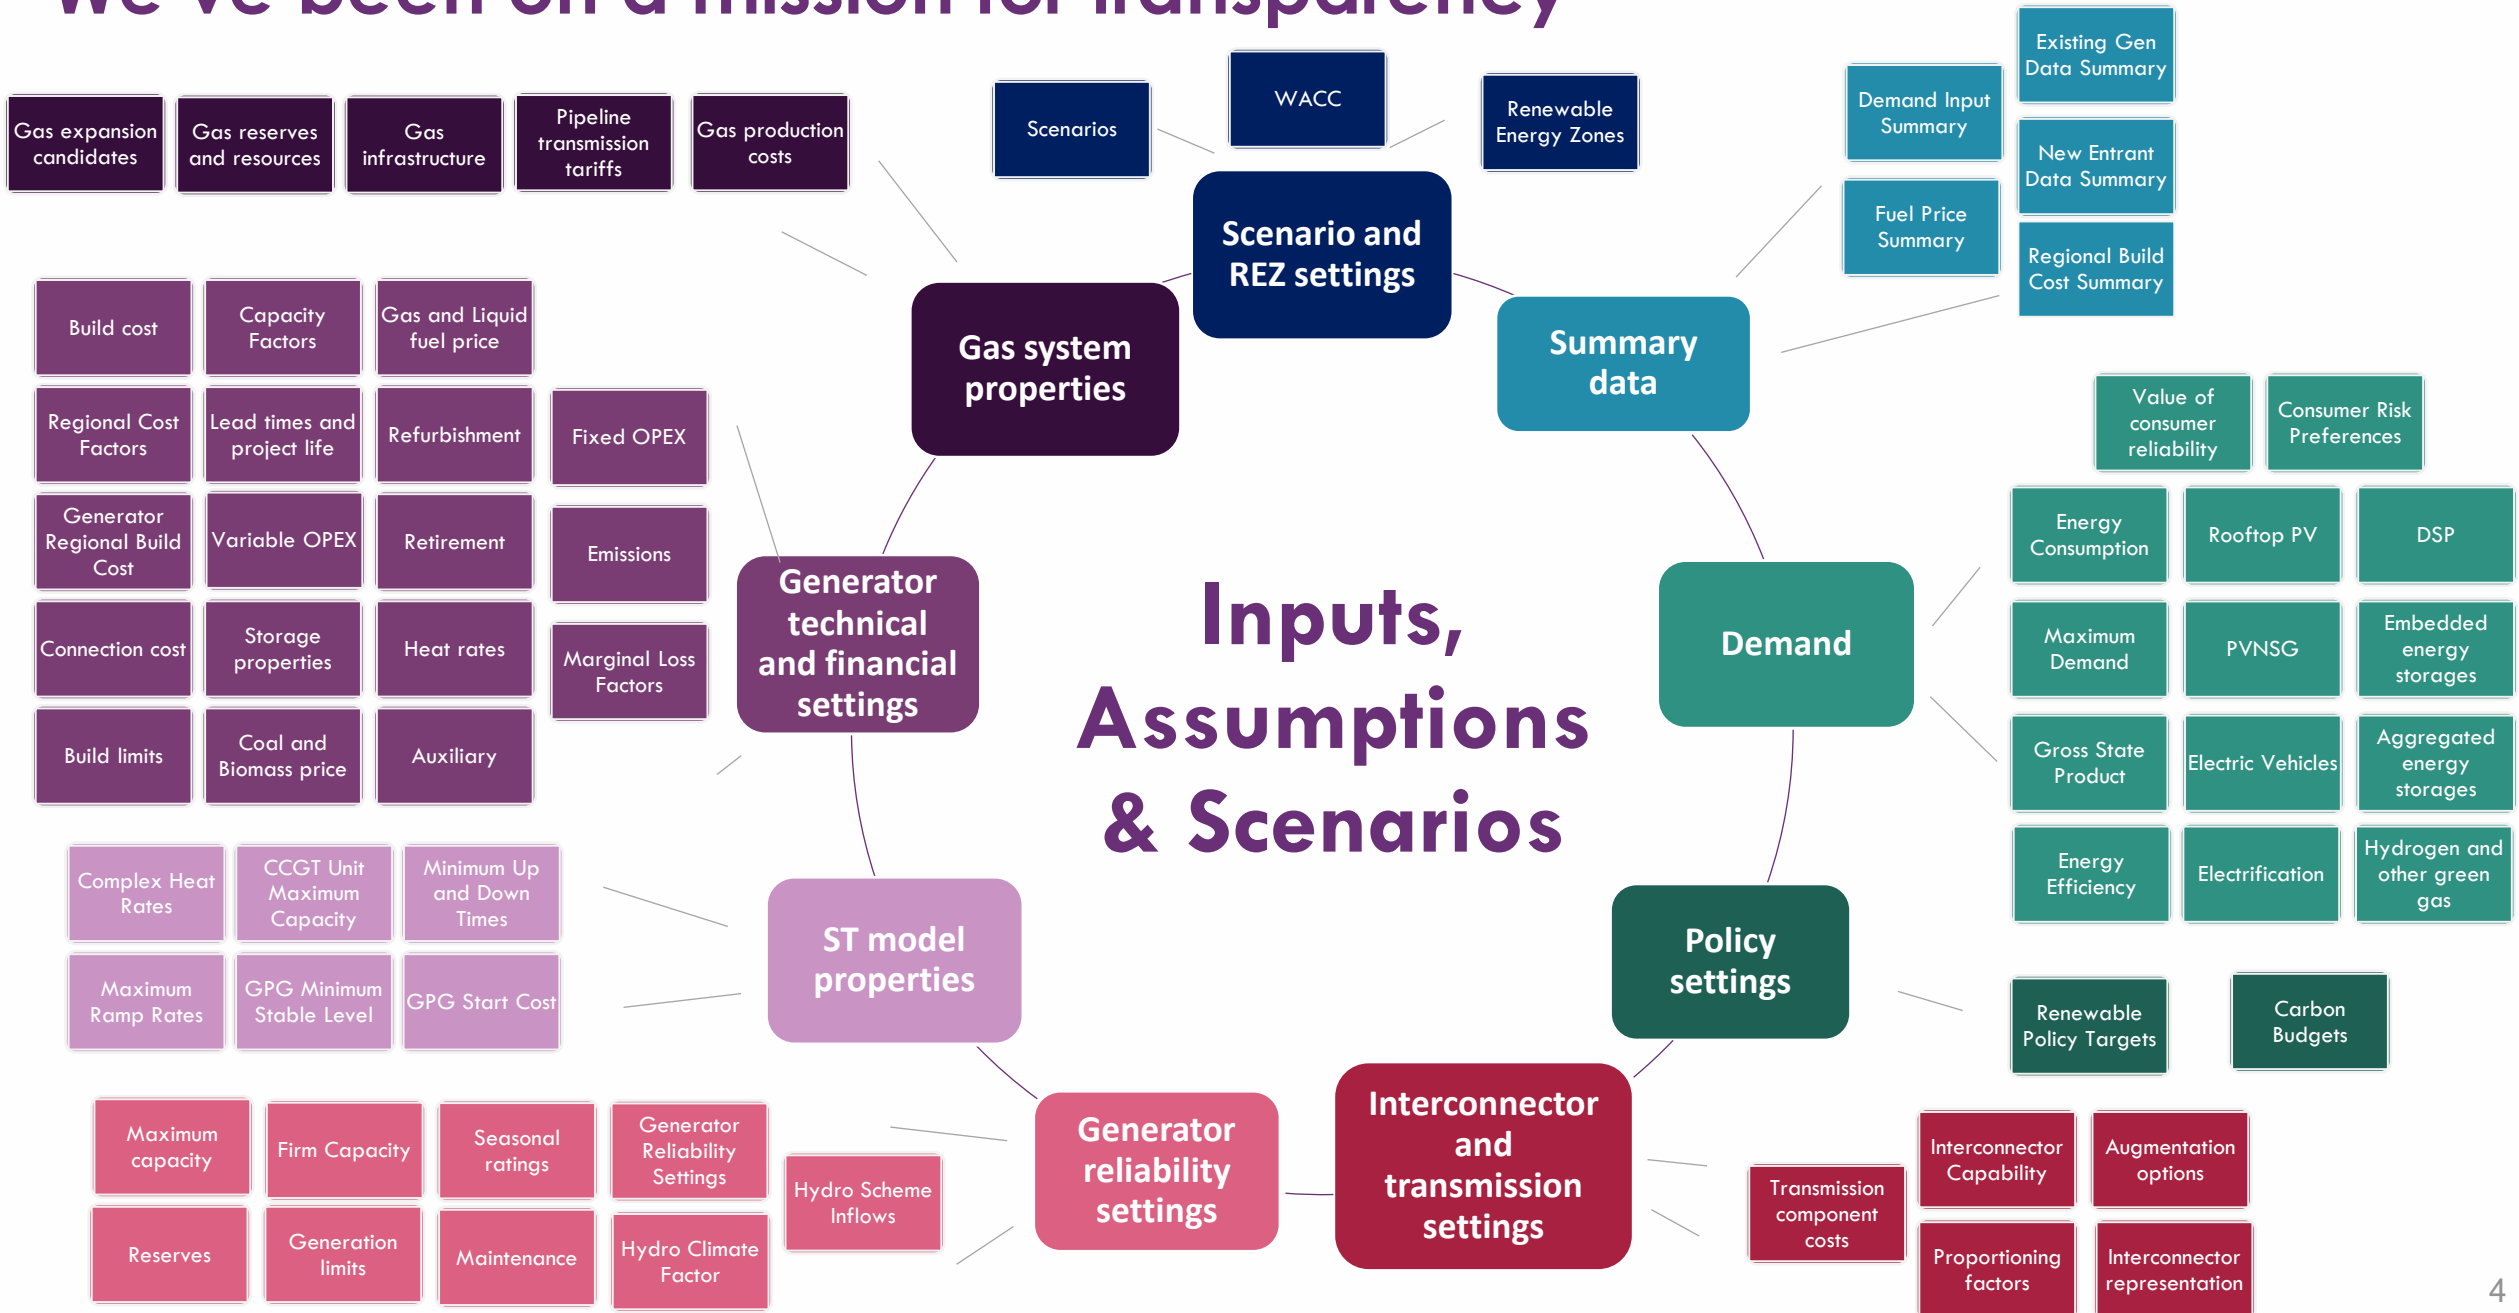 We've been on a mission for transparency
Gas expansion
candidates
Gas reserves
and resources
Gas
infrastructure
Pipeline
transmission
tariffs
Gas production
costs
Scenarios
WACC
Renewable
Energy Zones
Demand Input
Summary
Existing Gen
Data Summary
New Entrant
Data Summary
Fuel Price
Summary
Regional Build
Cost Summary
Scenario and
REZ settings
Gas system
properties
Summary
data
Build cost
Capacity
Factors
Gas and Liquid
fuel price
Regional Cost
Factors
Lead times and
project life
Refurbishment
Fixed OPEX
Generator
Regional Build
Cost
Variable OPEX
Retirement
Emissions
Connection cost
Storage
properties
Heat rates
Marginal Loss
Factors
Build limits
Coal and
Biomass price
Auxiliary
Generator
technical
and financial
settings
Inputs,
Assumptions
& Scenarios
Demand
Value of
consumer
reliability
Consumer Risk
Preferences
Energy
Consumption
Rooftop PV
DSP
Maximum
Demand
PVNSG
Embedded
energy
storages
Gross State
Product
Electric Vehicles
Aggregated
energy
storages
Energy
Efficiency
Electrification
Hydrogen and
other green
gas
Complex Heat
Rates
CCGT Unit
Maximum
Capacity
Minimum Up
and Down
Times
Maximum
Ramp Rates
GPG Minimum
Stable Level
GPG Start Cost
ST model
properties
Policy
settings
Renewable
Policy Targets
Carbon
Budgets
Maximum
capacity
Firm Capacity
Seasonal
ratings
Generator
Reliability
Settings
Hydro Scheme
Inflows
Reserves
Generation
limits
Maintenance
Hydro Climate
Factor
Generator
reliability
settings
Interconnector
and
transmission
settings
Transmission
component
costs
Interconnector
Capability
Augmentation
options
Proportioning
factors
Interconnector
representation
4